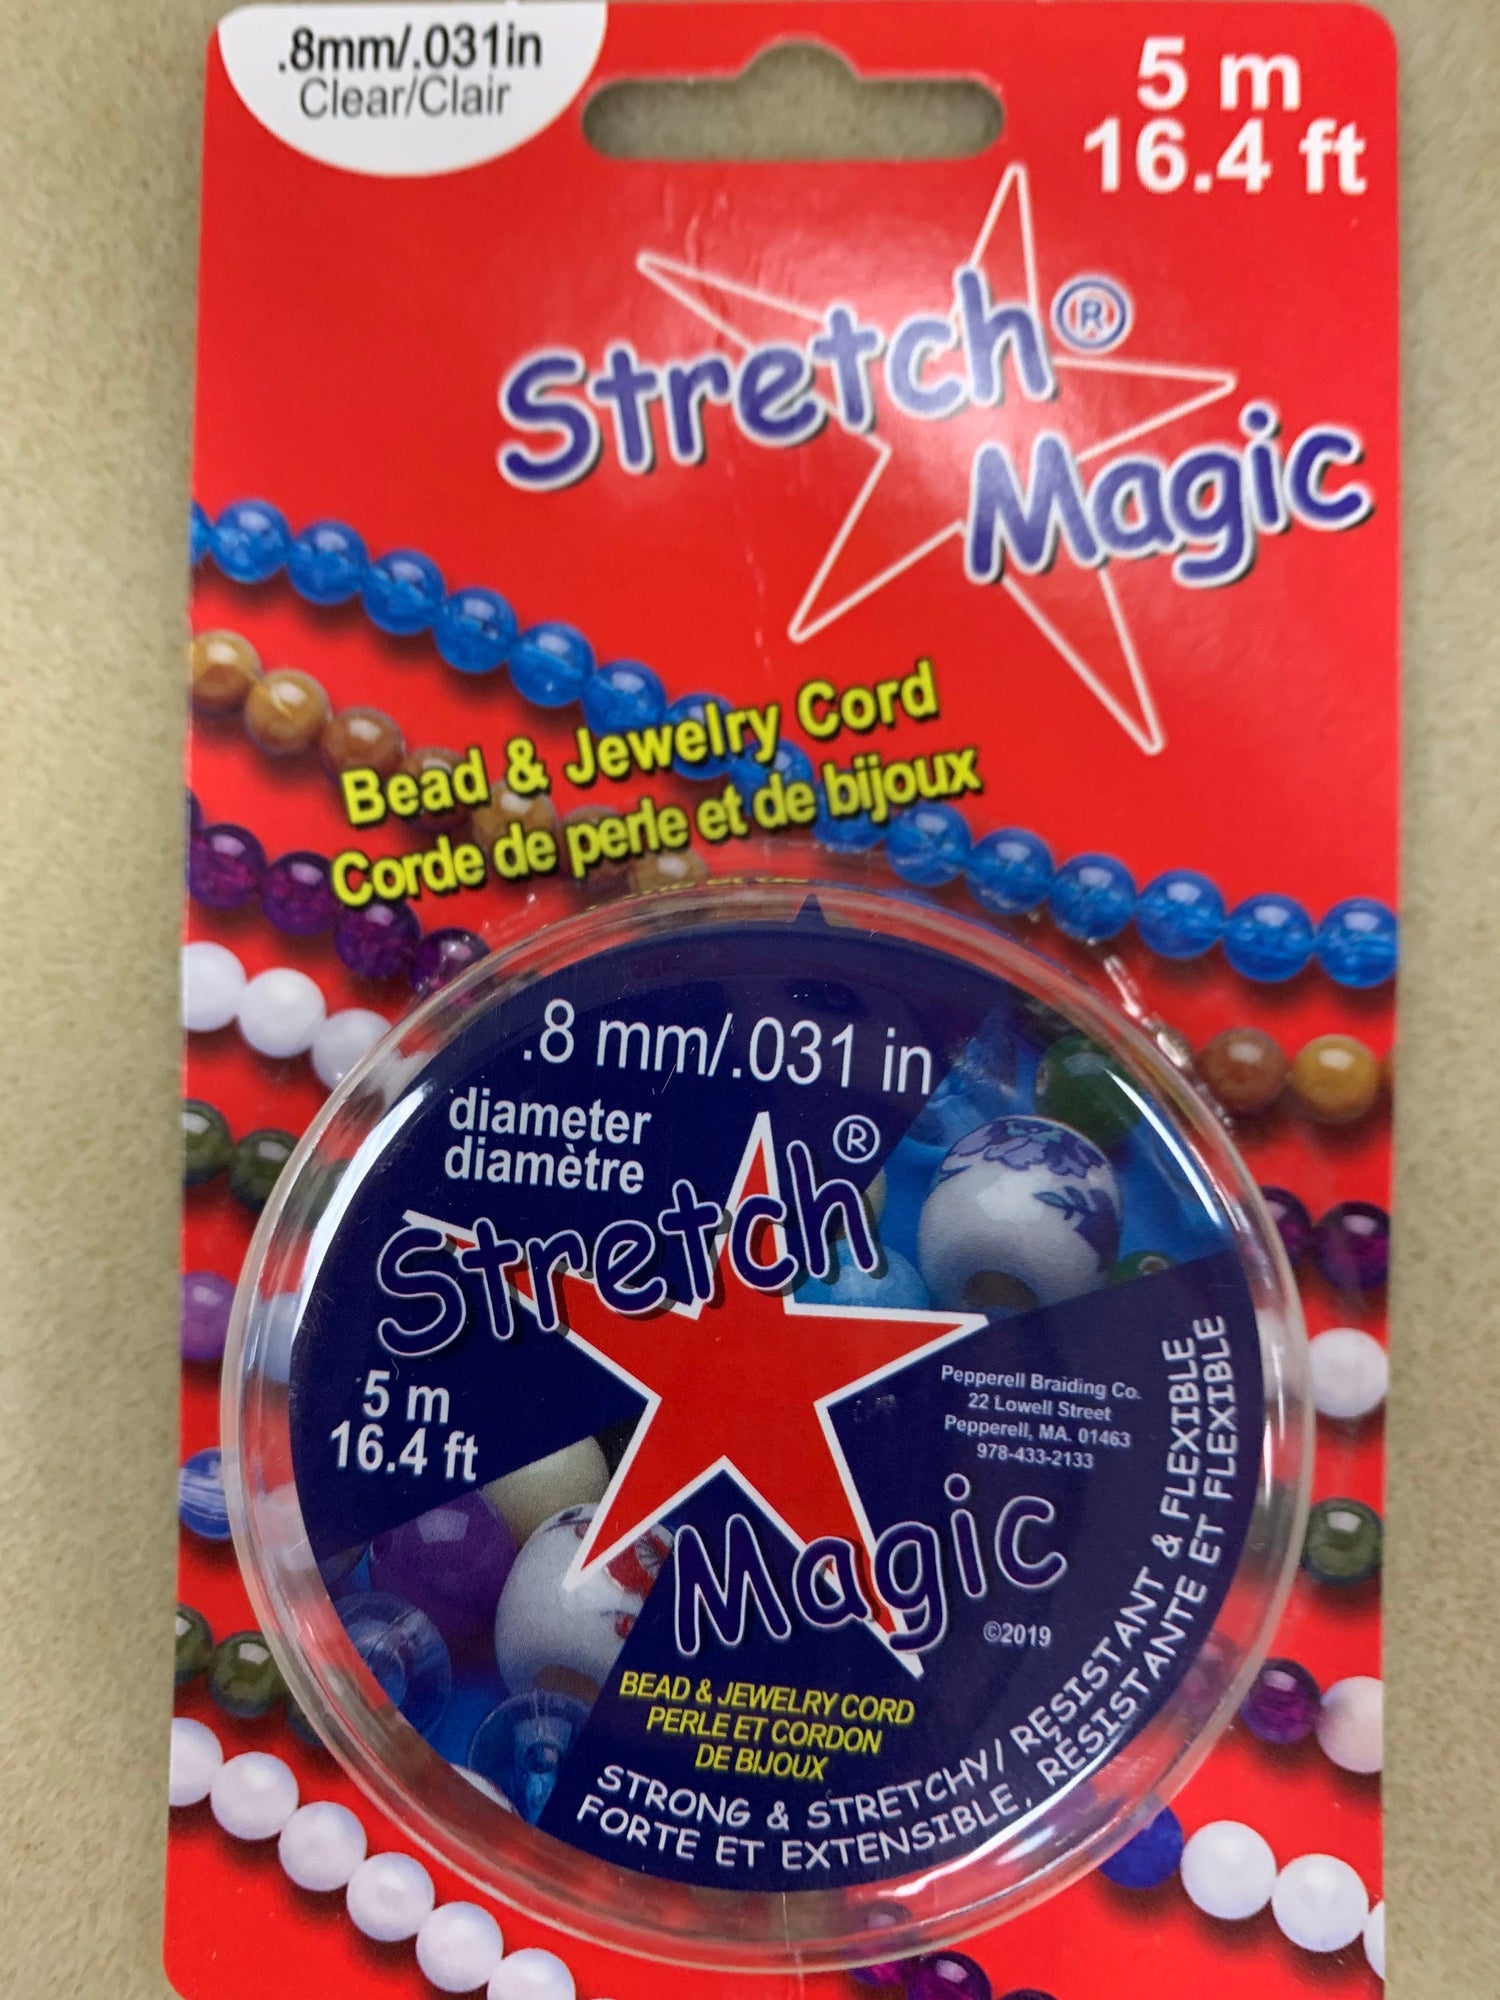 .8mm/.031in
Clear/Clair
5 m
16.4 ft
Stretch®
Magic
Bead & Jewelry Cord
Corde de perle et de bijoux
.8 mm/.031 in
diameter
diamètre
Stretch®
5 m
16.4 ft
Pepperell Braiding Co.
22 Lowell Street
Pepperell, MA. 01463
978-433-2133
Magic
©2019
BEAD & JEWELRY CORD
PERLE ET CORDON
DE BIJOUX
STRONG & STRETCHY/ RESISTANT & FLEXIBLE
FORTE ET EXTENSIBLE, RÉSISTANTE ET FLEXIBLE